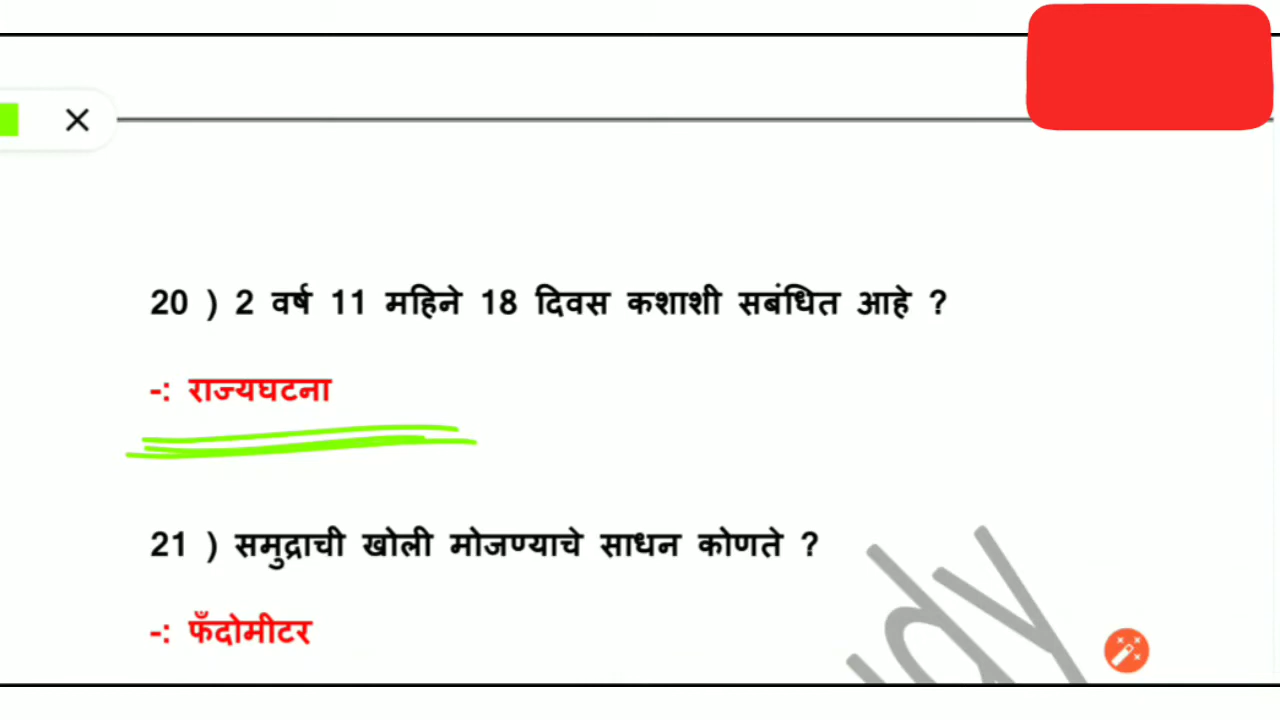 20 ) 2 वर्ष 11 महिने 18 दिवस कशाशी सबंधित आहे ?
-: राज्यघटना
21 ) समुद्राची खोली मोजण्याचे साधन कोणते ?
-: फँदोमीटर